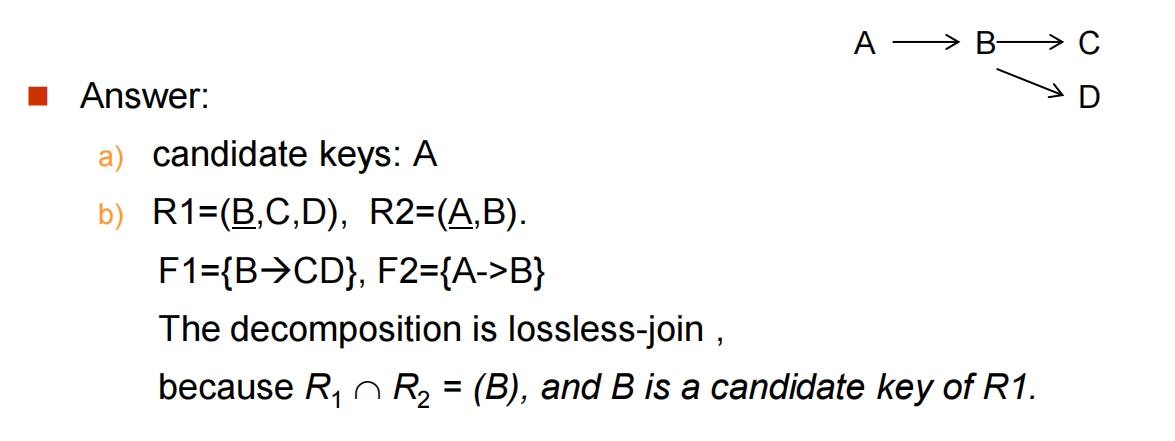 A → B → C
D
Answer:
a) candidate keys: A
b) R1=(B,C,D), R2=(A,B).
F1={B→CD}, F2={A->B}
The decomposition is lossless-join ,
because R₁ ∩ R₂ = (B), and B is a candidate key of R1.